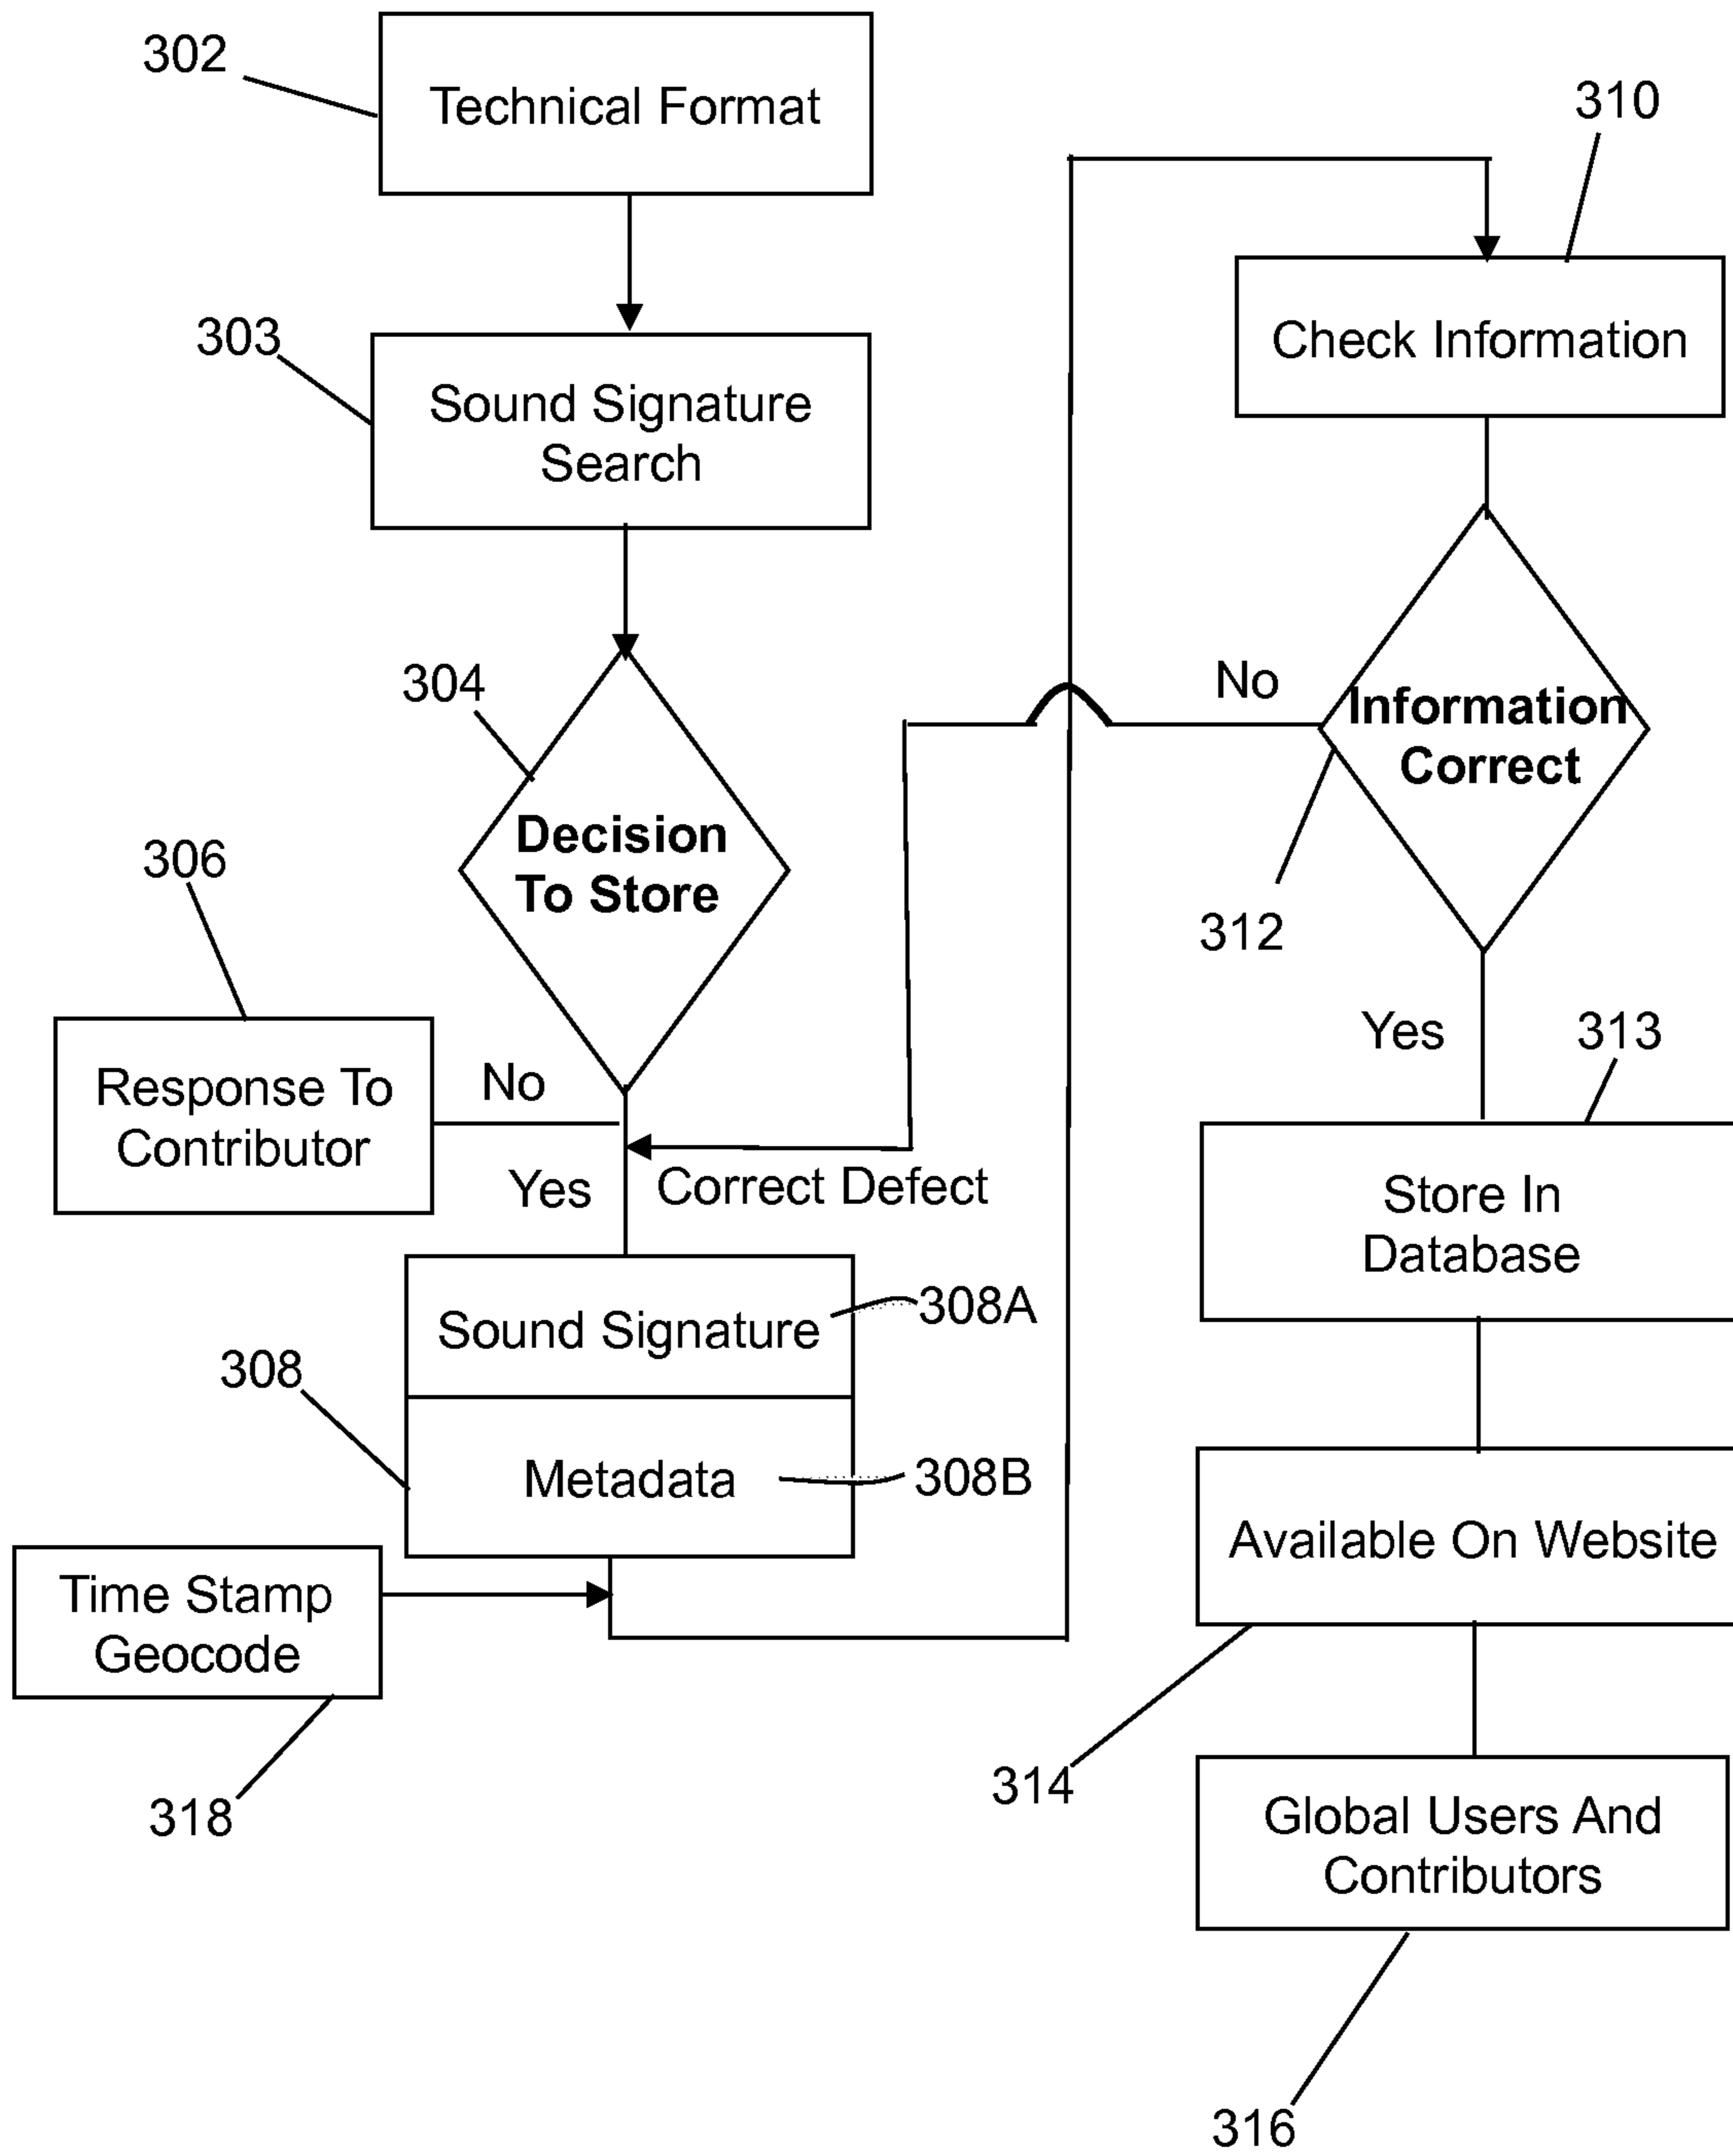 302
Technical Format
303
Sound Signature
Search
304
Decision
To Store
306
Response To
Contributor
No
Yes
Correct Defect
Sound Signature
308A
308
Metadata
308B
Time Stamp
Geocode
318
310
Check Information
No
Information
Correct
312
Yes
313
Store In
Database
Available On Website
314
Global Users And
Contributors
316